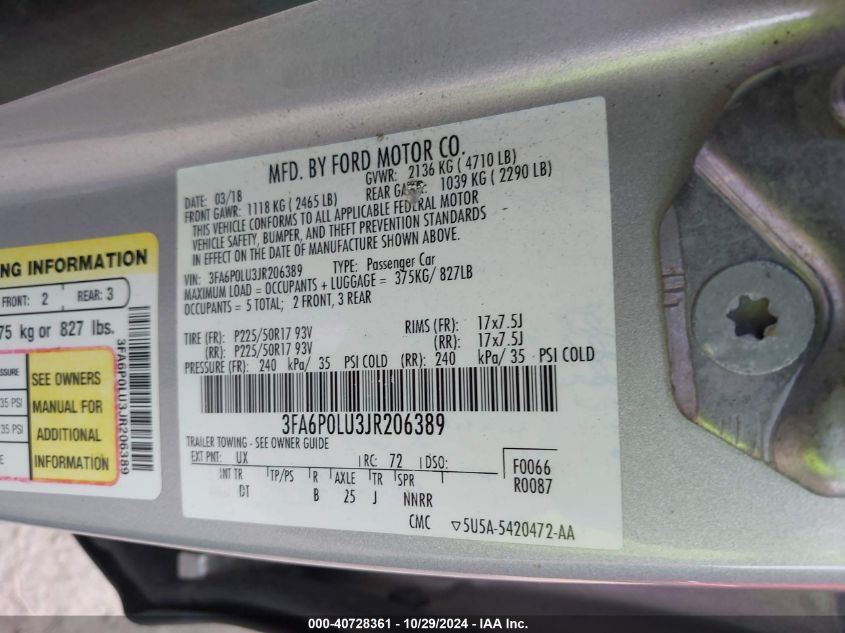 NG INFORMATION
FRONT: 2 REAR: 3
75 kg or 827 lbs.
SSURE
35 PSI
35 PSI
E
SEE OWNERS
MANUAL FOR
ADDITIONAL
INFORMATION
3FA6P0LU3JR206389
MFD. BY FORD MOTOR CO.
DATE: 03/18 GVWR: 2136 KG ( 4710 LB)
FRONT GAWR: 1118 KG ( 2465 LB) REAR GAWR: 1039 KG ( 2290 LB)
THIS VEHICLE CONFORMS TO ALL APPLICABLE FEDERAL MOTOR
VEHICLE SAFETY, BUMPER, AND THEFT PREVENTION STANDARDS
IN EFFECT ON THE DATE OF MANUFACTURE SHOWN ABOVE.
VIN: 3FA6P0LU3JR206389 TYPE: Passenger Car
MAXIMUM LOAD = OCCUPANTS + LUGGAGE = 375KG/ 827LB
OCCUPANTS = 5 TOTAL; 2 FRONT, 3 REAR
TIRE (FR): P225/50R17 93V RIMS (FR): 17x7.5J
(RR): P225/50R17 93V (RR): 17x7.5J
PRESSURE (FR): 240 kPa/ 35 PSI COLD (RR): 240 kPa/ 35 PSI COLD
3FA6P0LU3JR206389
TRAILER TOWING - SEE OWNER GUIDE
EXT PNT: UX RC: 72 DSO: F0066
R0087
INT TR TP/PS R AXLE TR SPR
DT B 25 J NNRR
CMC ▽5U5A-5420472-AA
000-40728361 - 10/29/2024 - IAA Inc.